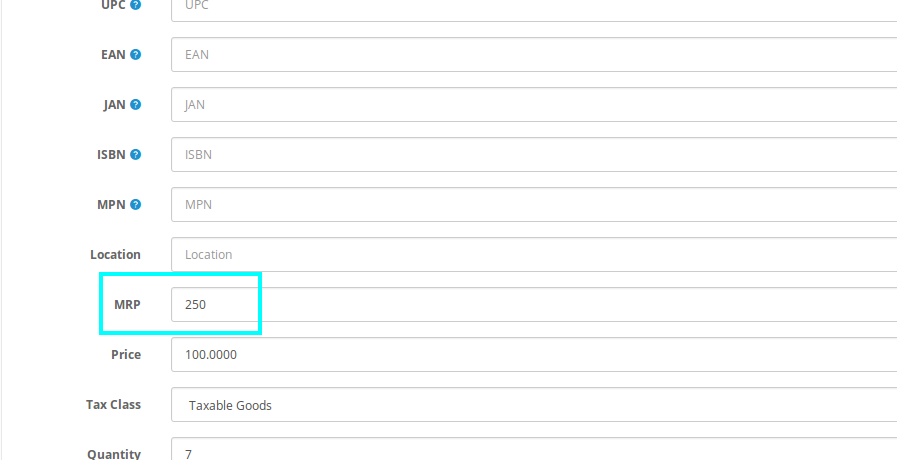 UPC ? UPC
EAN ? EAN
JAN ? JAN
ISBN ? ISBN
MPN ? MPN
Location Location
MRP 250
Price 100.0000
Tax Class Taxable Goods
Quantity 7